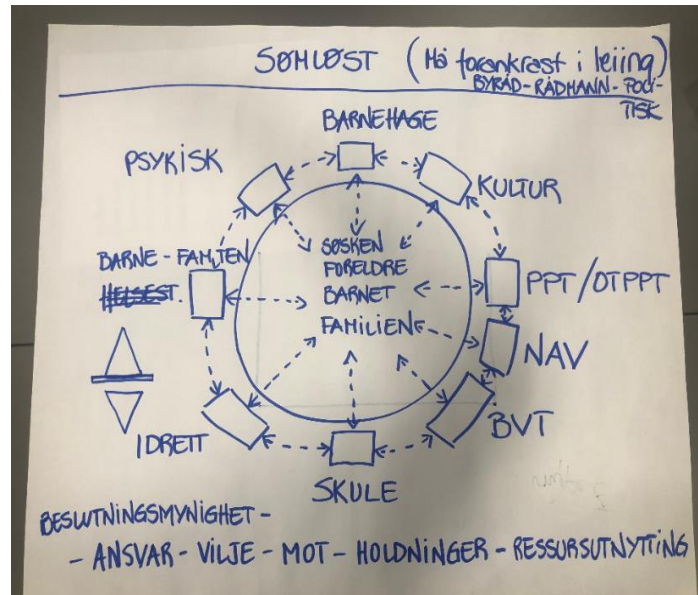 SØMLØST (Må forankrast i leiing)
BYRÅD-RÅDMANN-POLI-
TISK
BARNEHAGE
PSYKISK
KULTUR
BARNE-FAMILIEN
HELSEST.
SØSKEN
FORELDRE
BARNET
FAMILIEN
PPT/OTPPT
NAV
BVT
IDRETT
SKULE
BESLUTNINGSMYNIGHET-
- ANSVAR - VILJE - MOT - HOLDNINGER - RESSURSUTNYTTING